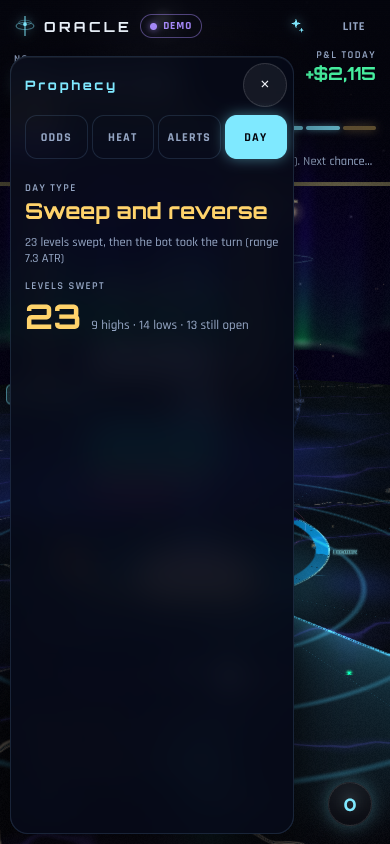 ORACLE
DEMO
LITE
P&L TODAY
+$2,115
Prophecy
×
ODDS
HEAT
ALERTS
DAY
). Next chance...
DAY TYPE
Sweep and reverse
23 levels swept, then the bot took the turn (range
7.3 ATR)
LEVELS SWEPT
23
9 highs · 14 lows · 13 still open
O